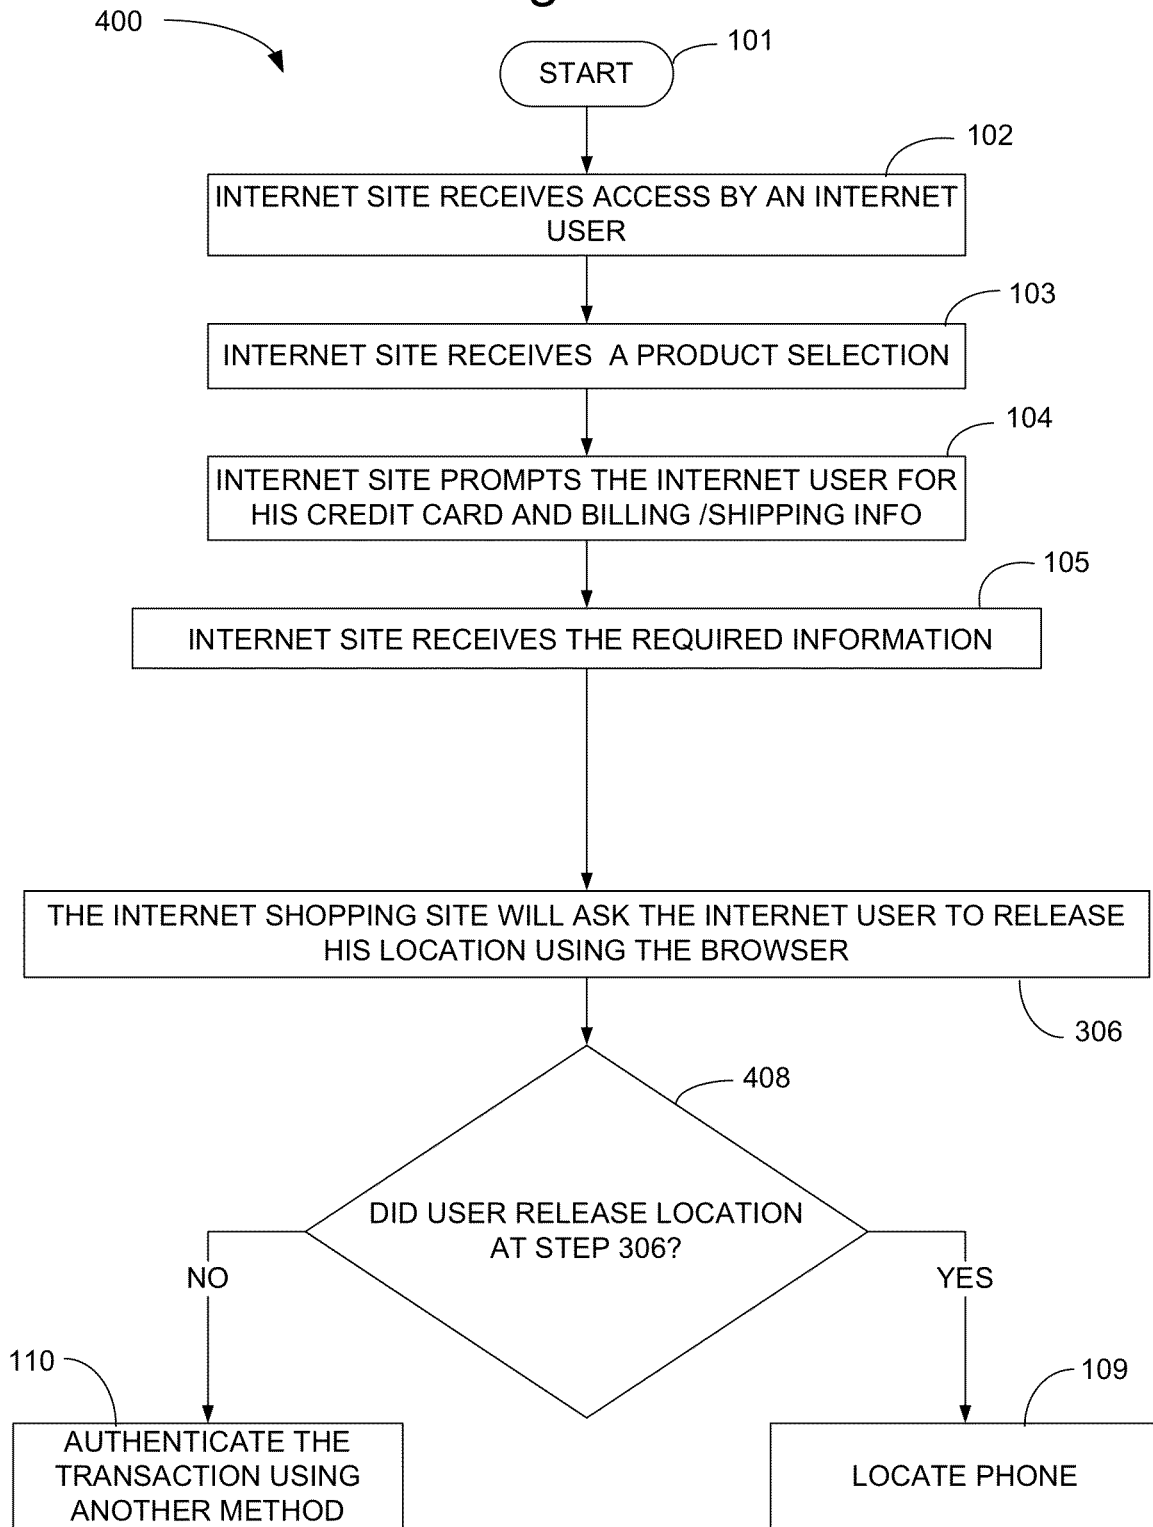 400
START
101
102
INTERNET SITE RECEIVES ACCESS BY AN INTERNET
USER
103
INTERNET SITE RECEIVES A PRODUCT SELECTION
104
INTERNET SITE PROMPTS THE INTERNET USER FOR
HIS CREDIT CARD AND BILLING /SHIPPING INFO
105
INTERNET SITE RECEIVES THE REQUIRED INFORMATION
THE INTERNET SHOPPING SITE WILL ASK THE INTERNET USER TO RELEASE
HIS LOCATION USING THE BROWSER
306
408
DID USER RELEASE LOCATION
AT STEP 306?
NO
YES
110
109
AUTHENTICATE THE
TRANSACTION USING
ANOTHER METHOD
LOCATE PHONE